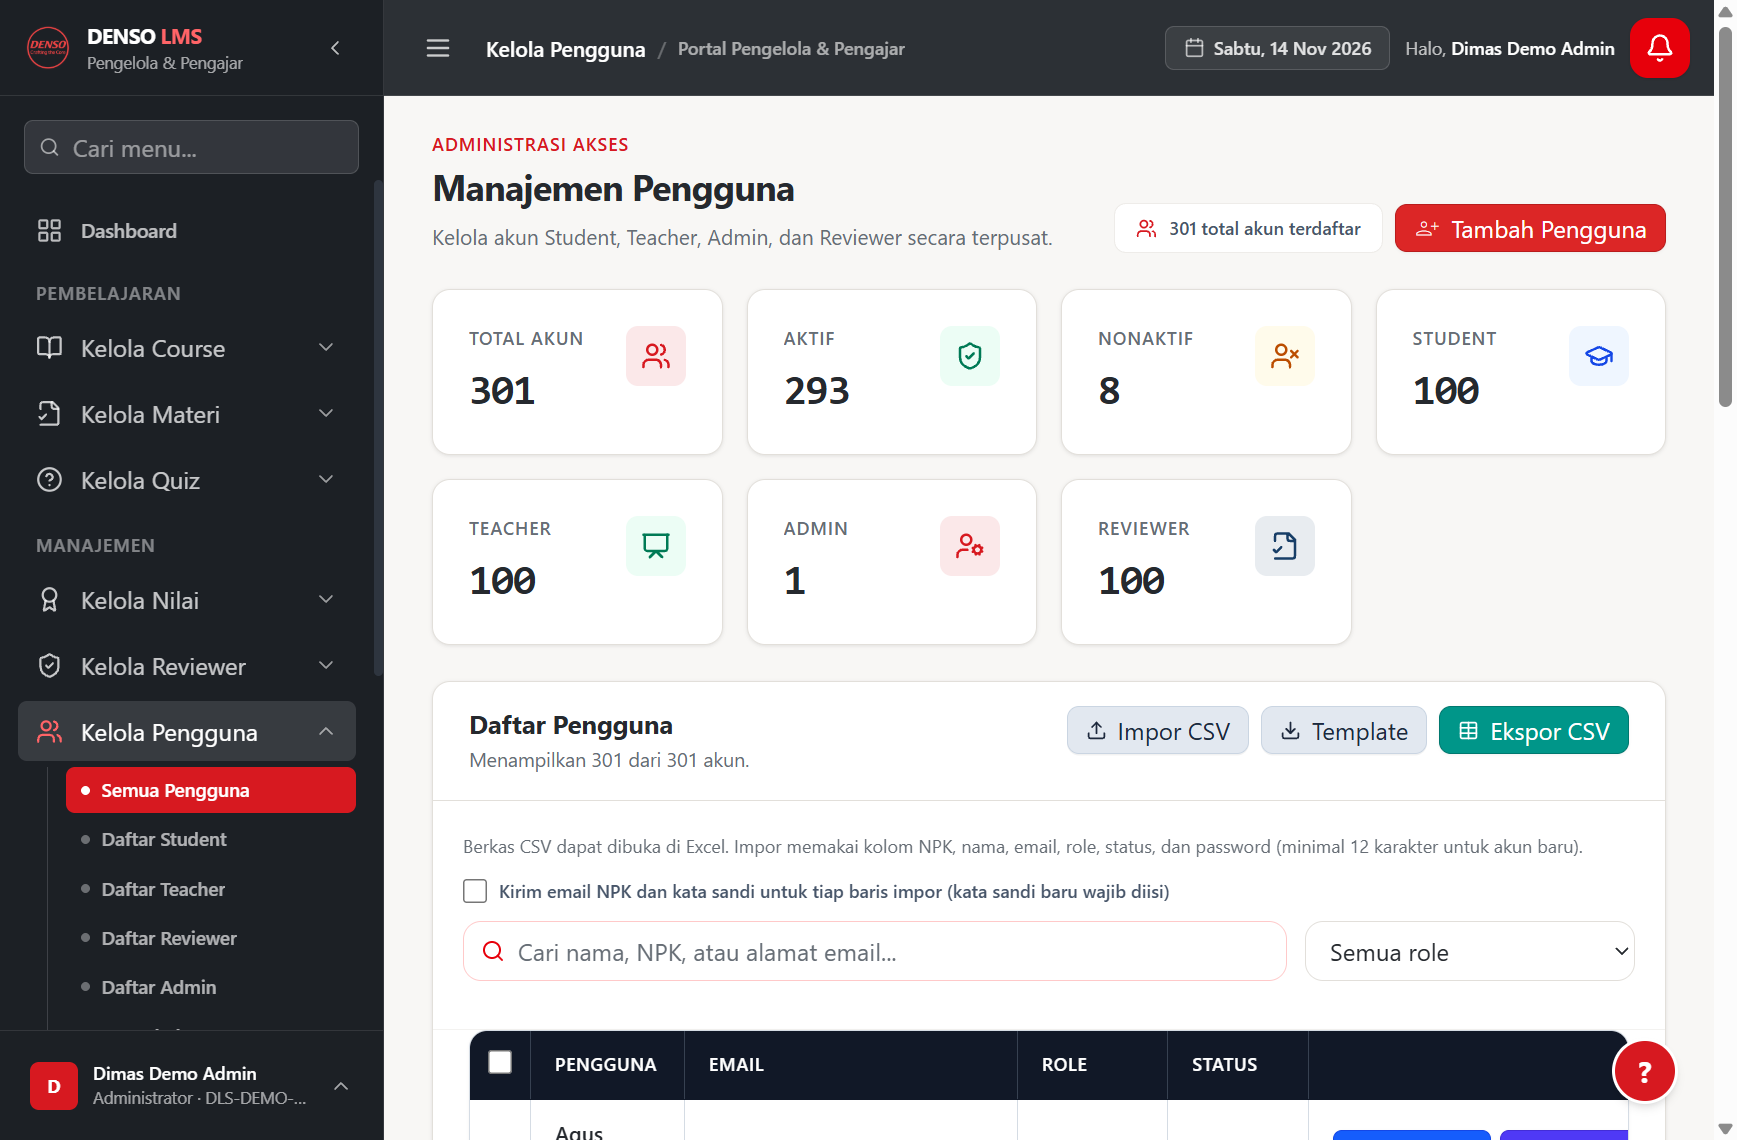 DENSO
Crafting the Core
DENSO LMS
Pengelola & Pengajar
Cari menu...
Dashboard
PEMBELAJARAN
Kelola Course
Kelola Materi
Kelola Quiz
MANAJEMEN
Kelola Nilai
Kelola Reviewer
Kelola Pengguna
Semua Pengguna
Daftar Student
Daftar Teacher
Daftar Reviewer
Daftar Admin
D
Dimas Demo Admin
Administrator · DLS-DEMO-...
Kelola Pengguna / Portal Pengelola & Pengajar
Sabtu, 14 Nov 2026
Halo, Dimas Demo Admin
ADMINISTRASI AKSES
Manajemen Pengguna
Kelola akun Student, Teacher, Admin, dan Reviewer secara terpisah.
301 total akun terdaftar
Tambah Pengguna
TOTAL AKUN
301
AKTIF
293
NONAKTIF
8
STUDENT
100
TEACHER
100
ADMIN
1
REVIEWER
100
Daftar Pengguna
Menampilkan 301 dari 301 akun.
Impor CSV
Template
Ekspor CSV
Berkas CSV dapat dibuka di Excel. Impor memakai kolom NPK, nama, email, role, status, dan password (minimal 12 karakter untuk akun baru).
Kirim email NPK dan kata sandi untuk tiap baris impor (kata sandi baru wajib diisi)
Cari nama, NPK, atau alamat email...
Semua role
PENGGUNA EMAIL ROLE STATUS
Agus
?